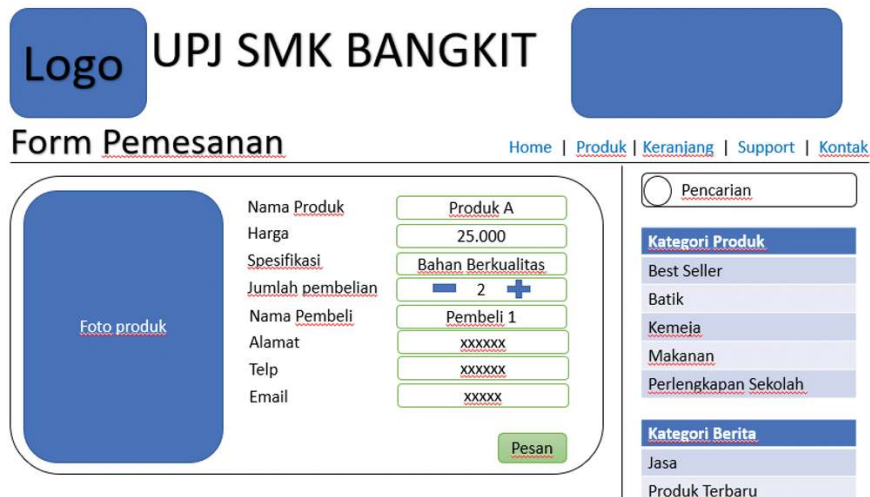 Logo
UPJ SMK BANGKIT
Form Pemesanan
Home | Produk | Keranjang | Support | Kontak
Foto produk
Nama Produk Produk A
Harga 25.000
Spesifikasi Bahan Berkualitas
Jumlah pembelian 2
Nama Pembeli Pembeli 1
Alamat xxxxxx
Telp xxxxxx
Email xxxxx
Pesan
Pencarian
Kategori Produk
Best Seller
Batik
Kemeja
Makanan
Perlengkapan Sekolah
Kategori Berita
Jasa
Produk Terbaru